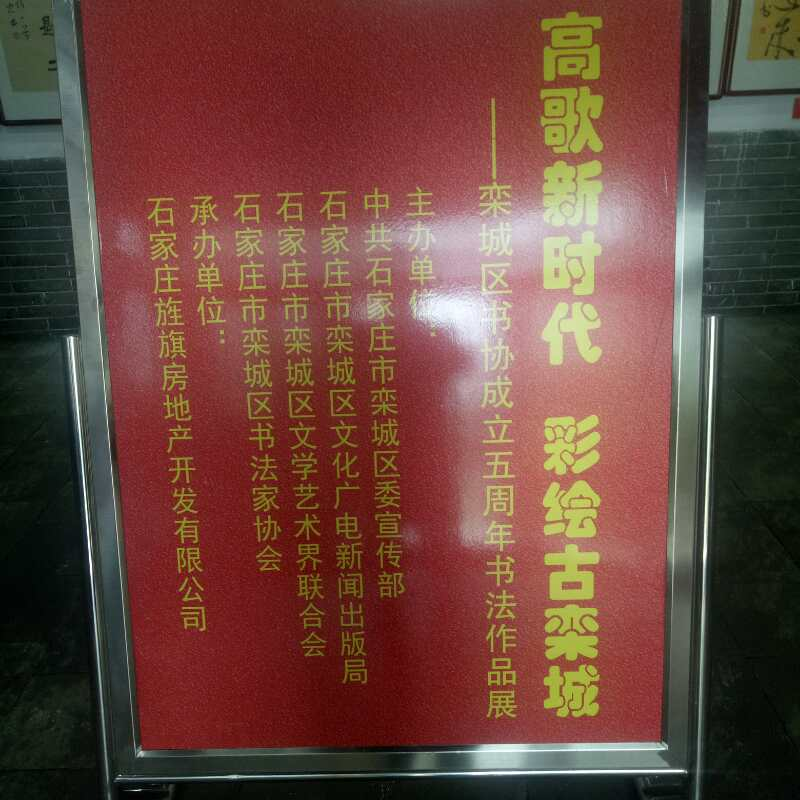 高歌新时代 彩绘古栾城
——栾城区书协成立五周年书法作品展
主办单位：
中共石家庄市栾城区委宣传部
石家庄市栾城区文化广电新闻出版局
石家庄市栾城区文学艺术界联合会
石家庄市栾城区书法家协会
承办单位：
石家庄旌旗房地产开发有限公司